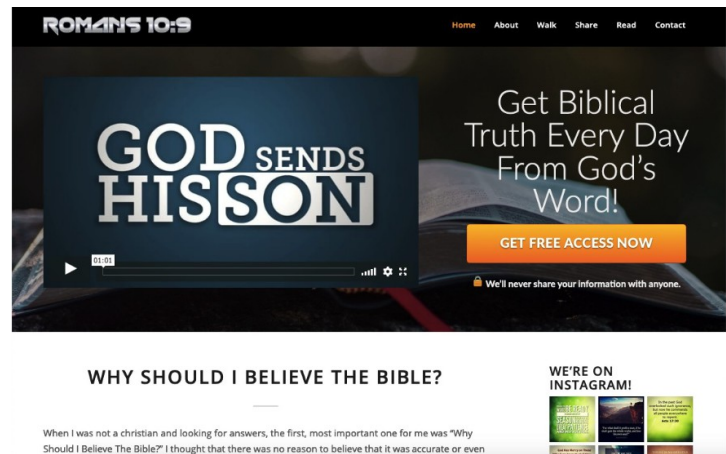 ROMANS 10:9
Home About Walk Share Read Contact
GOD SENDS
HIS SON
01:01
Get Biblical
Truth Every Day
From God's
Word!
GET FREE ACCESS NOW
We'll never share your information with anyone.
WHY SHOULD I BELIEVE THE BIBLE?
When I was not a christian and looking for answers, the first, most important one for me was "Why
Should I Believe The Bible?" I thought that there was no reason to believe that it was accurate or even
WE'RE ON
INSTAGRAM!